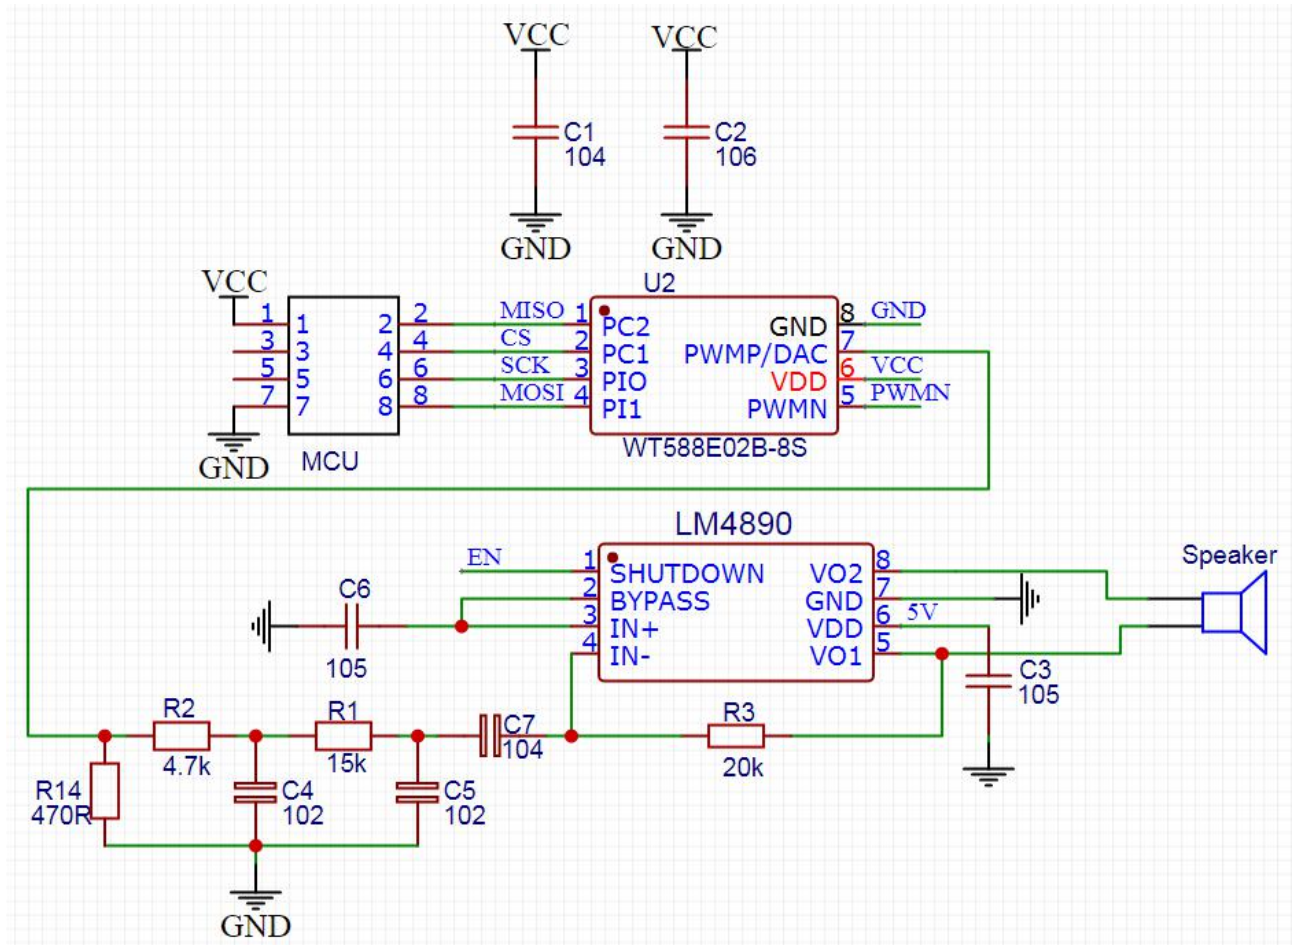 VCC
VCC
C1
104
C2
106
GND
GND
U2
VCC
1
3
5
7
1
3
5
7
2
4
6
8
2
4
6
8
GND
MCU
MISO
CS
SCK
MOSI
1
2
3
4
PC2
PC1
PIO
PI1
GND
PWMP/DAC
VDD
PWMN
8
7
6
5
GND
VCC
PWMN
WT588E02B-8S
LM4890
EN
1
2
3
4
SHUTDOWN
BYPASS
IN+
IN-
VO2
GND
VDD
VO1
8
7
6
5
5V
Speaker
C6
105
C3
105
R2
4.7k
R1
15k
C7
104
R3
20k
R14
470R
C4
102
C5
102
GND